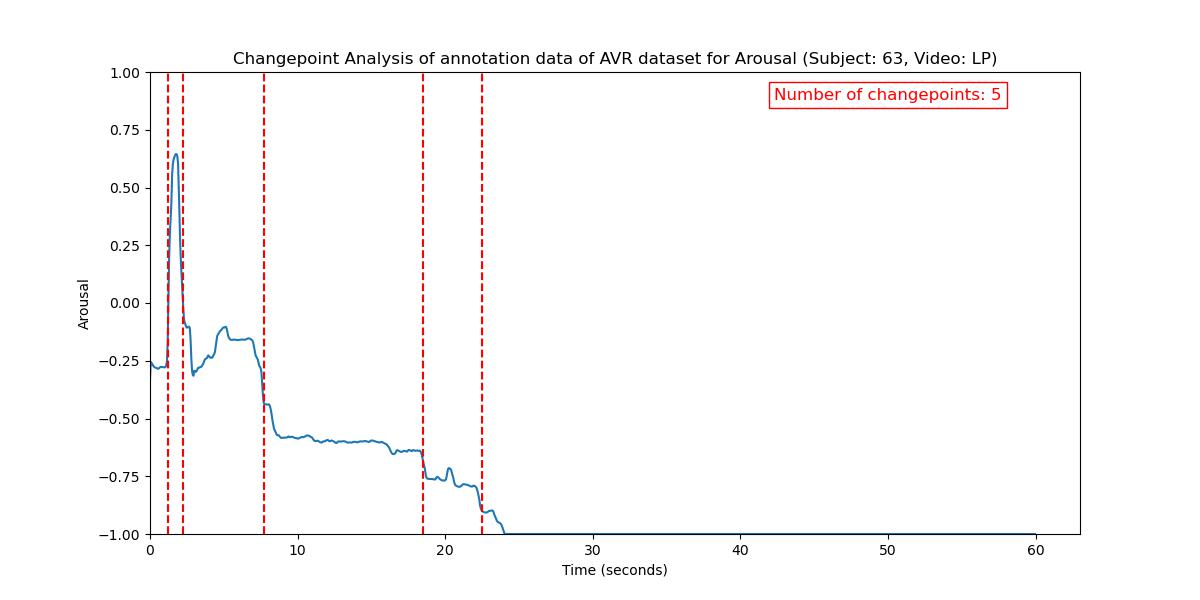 Changepoint Analysis of annotation data of AVR dataset for Arousal (Subject: 63, Video: LP)
Number of changepoints: 5
1.00
0.75
0.50
0.25
0.00
−0.25
−0.50
−0.75
−1.00
Arousal
0 10 20 30 40 50 60
Time (seconds)